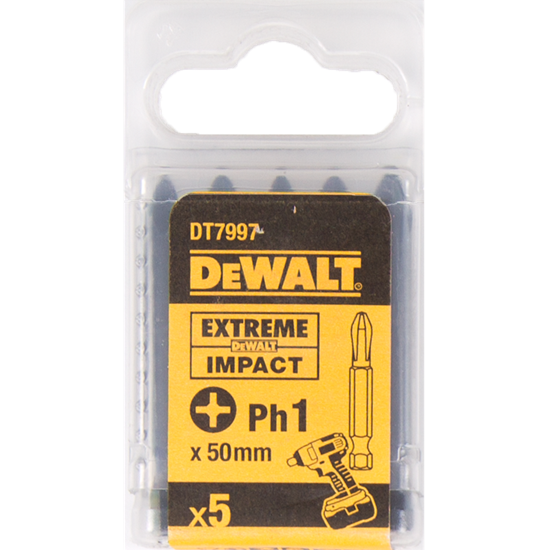 DT7997
DEWALT®
EXTREME
DEWALT
IMPACT
Ph1
x 50mm
x5